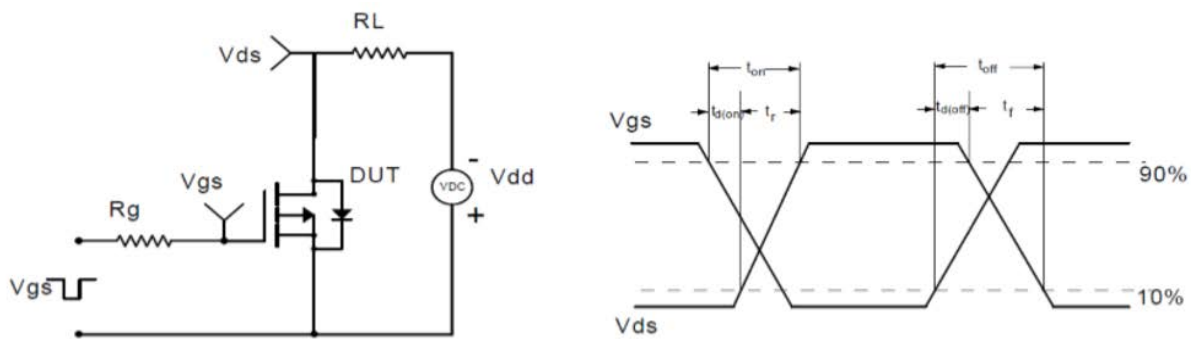 RL
Vds
-
Vdd
VDC
+
DUT
Vgs
Rg
Vgs
ton
toff
td(on)
tr
td(off)
tf
Vgs
90%
10%
Vds